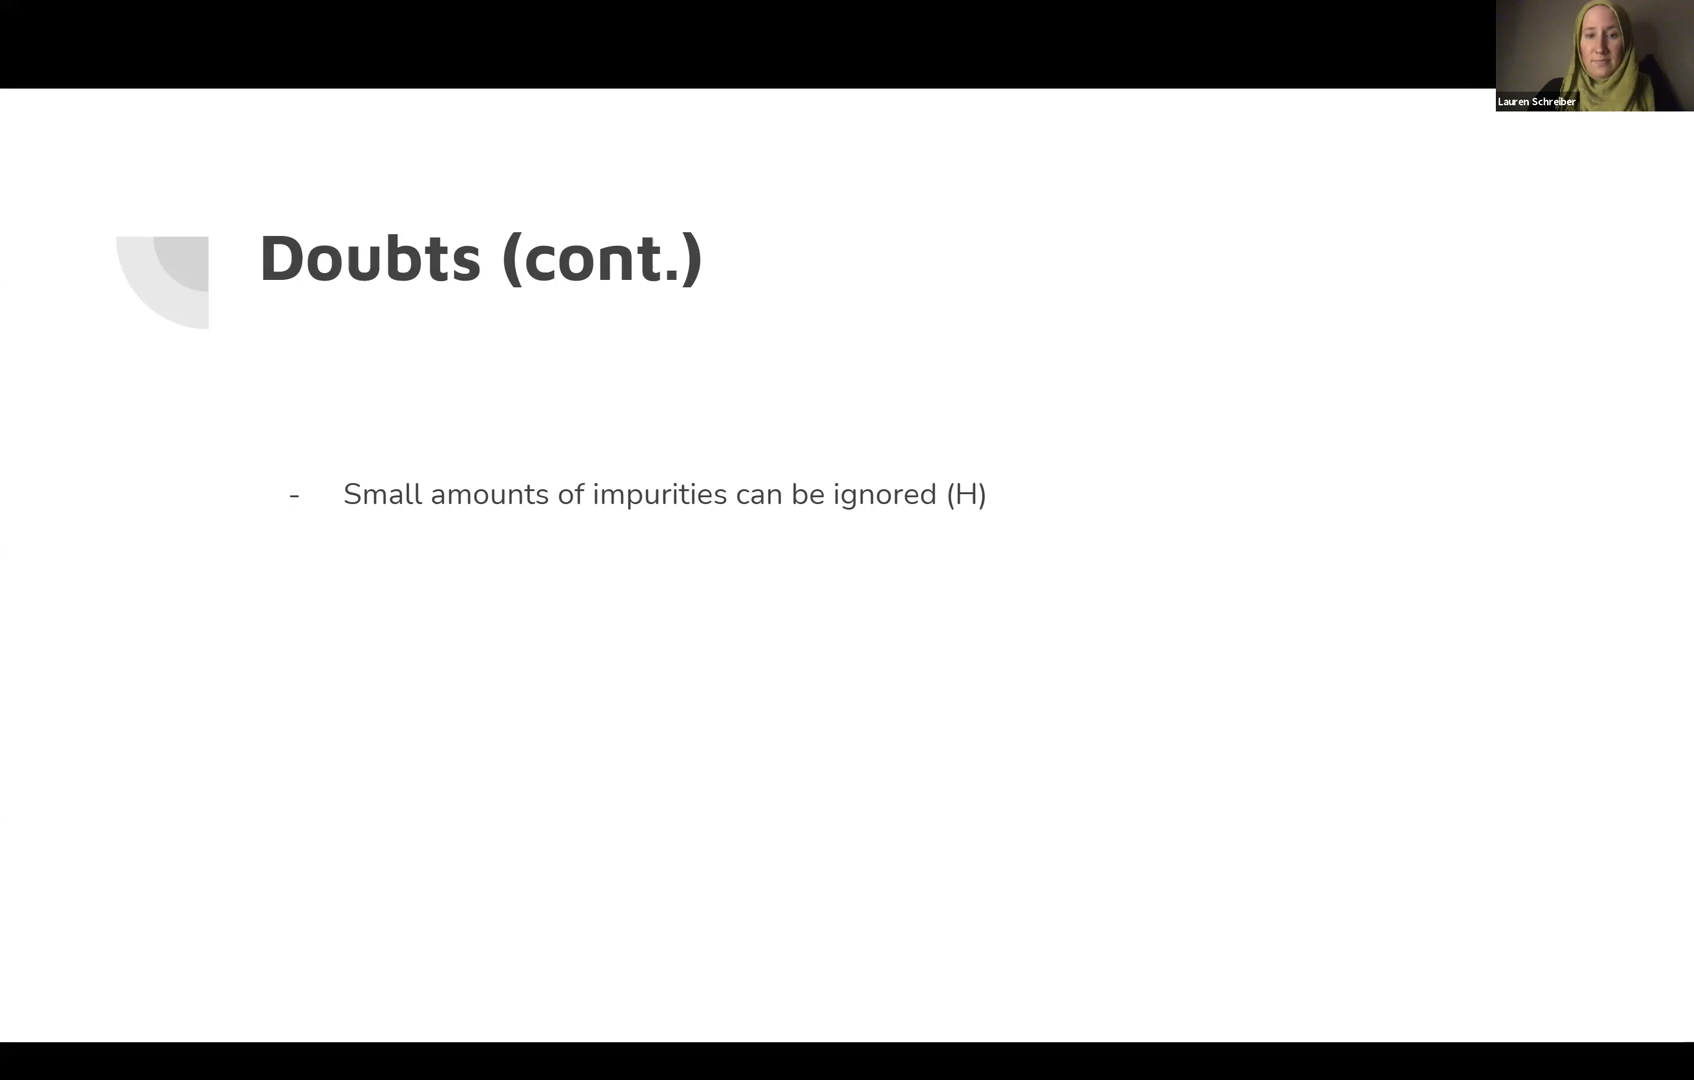 Lauren Schreiber
Doubts (cont.)
- Small amounts of impurities can be ignored (H)